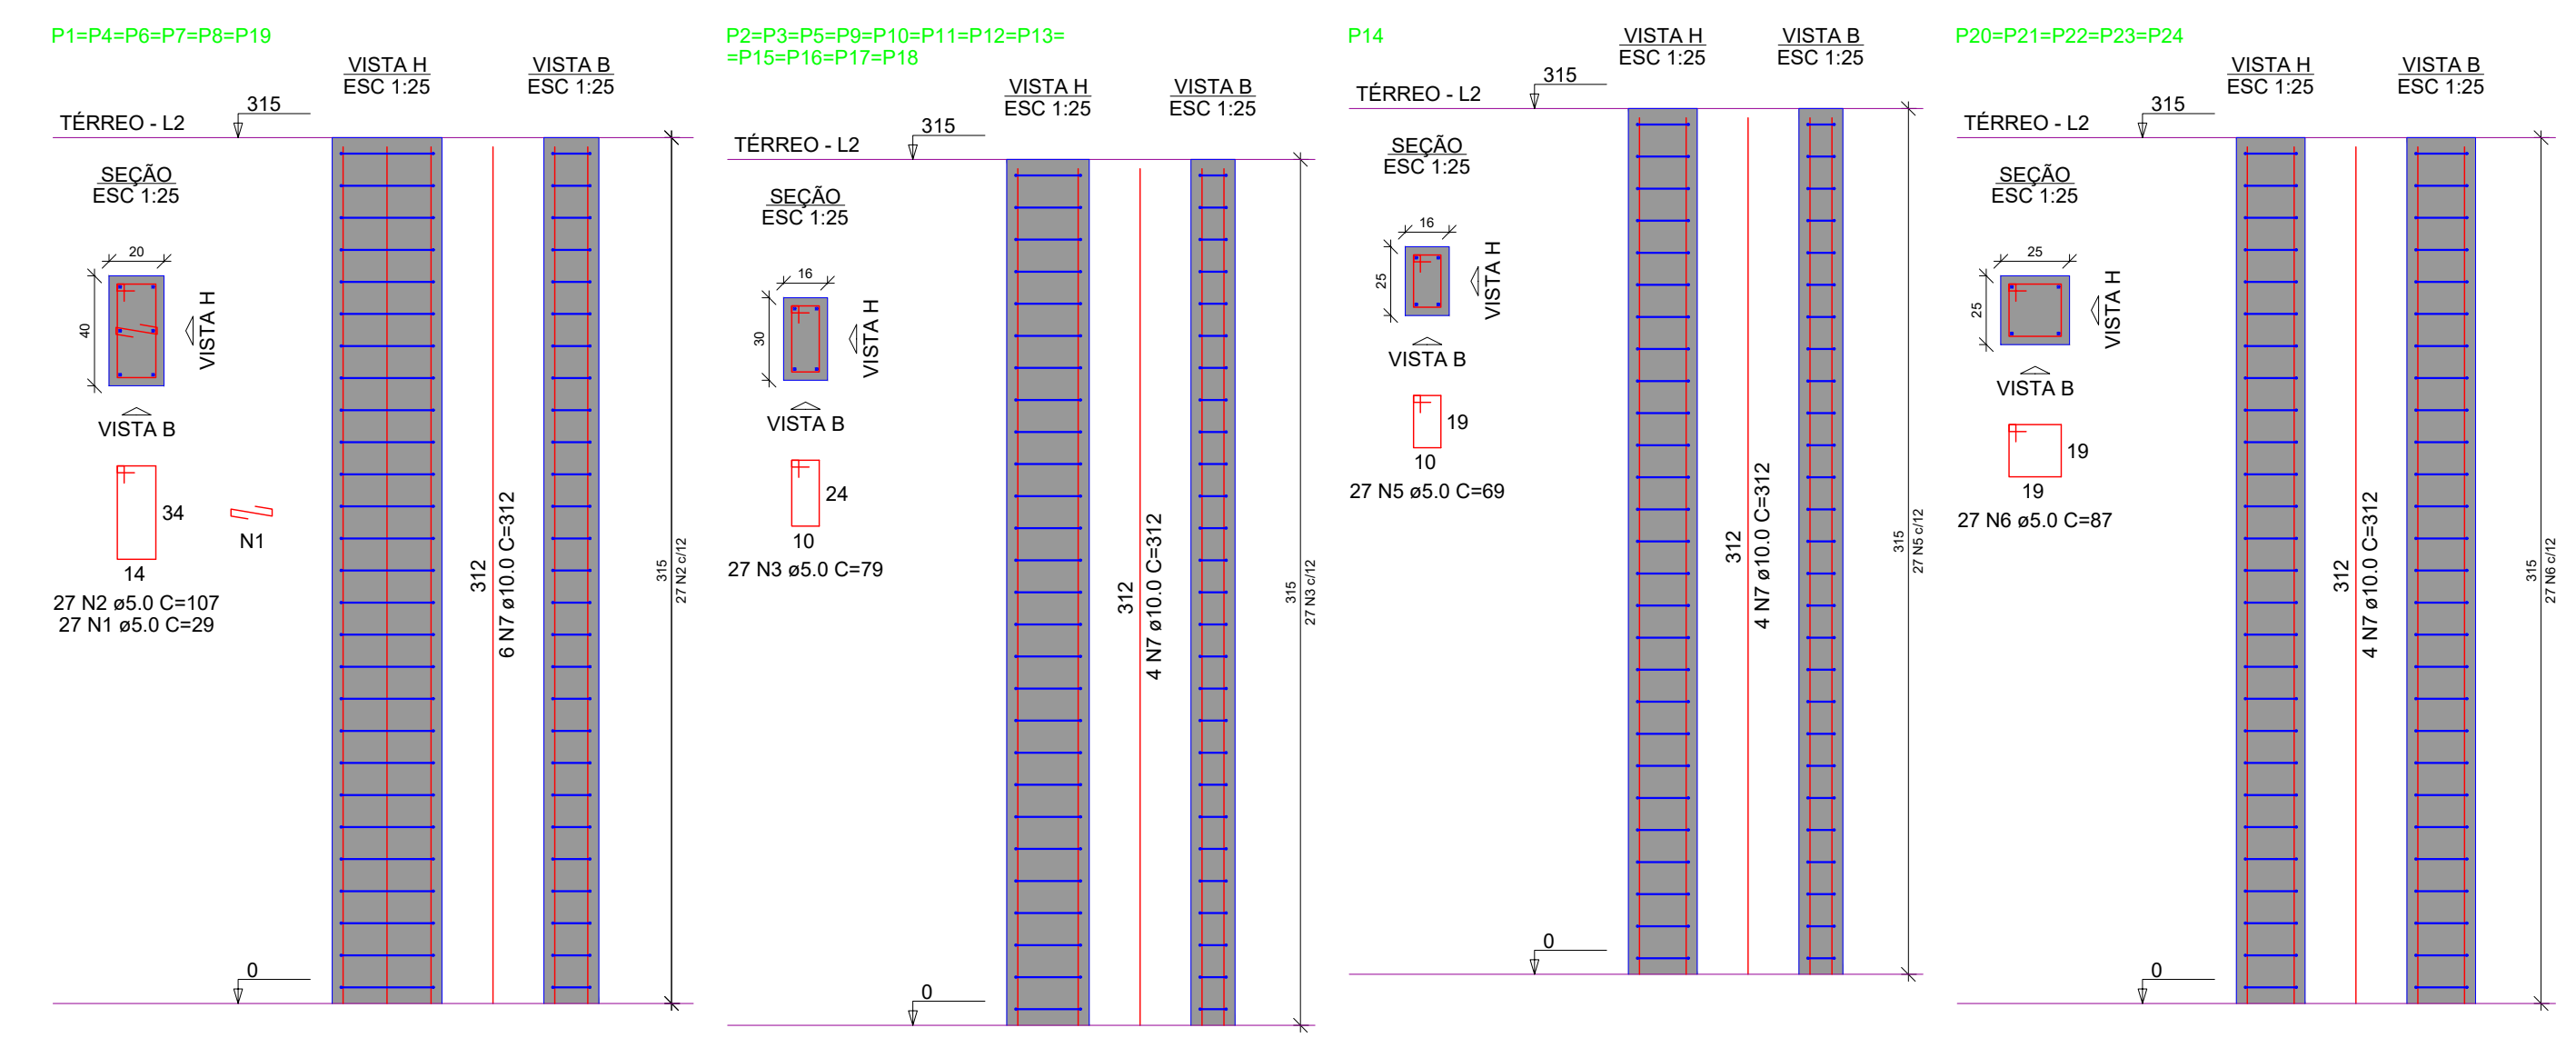 P1=P4=P6=P7=P8=P19
VISTA H
ESC 1:25
VISTA B
ESC 1:25
315
TÉRREO - L2
SEÇÃO
ESC 1:25
20
40
VISTA H
VISTA B
34
14
N1
27 N2 ø5.0 C=107
27 N1 ø5.0 C=29
312
6 N7 ø10.0 C=312
315
27 N2 c/12
0
P2=P3=P5=P9=P10=P11=P12=P13=
=P15=P16=P17=P18
VISTA H
ESC 1:25
VISTA B
ESC 1:25
315
TÉRREO - L2
SEÇÃO
ESC 1:25
16
30
VISTA H
VISTA B
24
10
27 N3 ø5.0 C=79
312
4 N7 ø10.0 C=312
315
27 N3 c/12
0
P14
VISTA H
ESC 1:25
VISTA B
ESC 1:25
315
TÉRREO - L2
SEÇÃO
ESC 1:25
16
25
VISTA H
VISTA B
19
10
27 N5 ø5.0 C=69
312
4 N7 ø10.0 C=312
315
27 N5 c/12
0
P20=P21=P22=P23=P24
VISTA H
ESC 1:25
VISTA B
ESC 1:25
315
TÉRREO - L2
SEÇÃO
ESC 1:25
25
25
VISTA H
VISTA B
19
19
27 N6 ø5.0 C=87
312
4 N7 ø10.0 C=312
315
27 N6 c/12
0